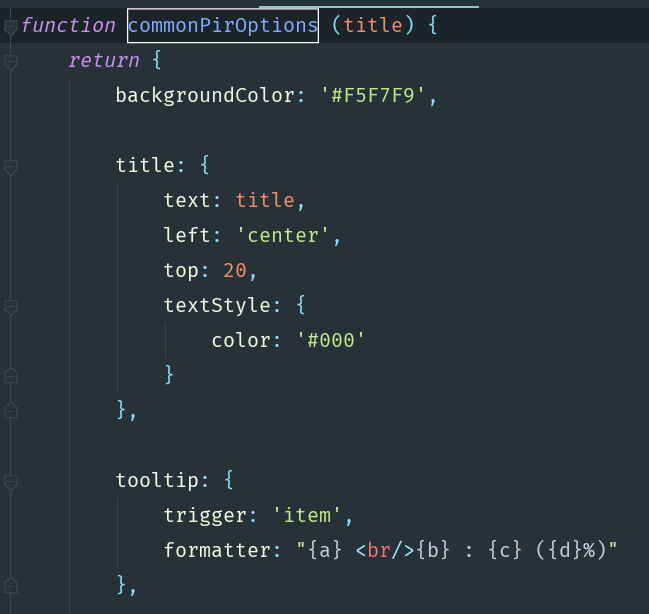 function commonPirOptions (title) {
    return {
        backgroundColor: '#F5F7F9',
        title: {
            text: title,
            left: 'center',
            top: 20,
            textStyle: {
                color: '#000'
            }
        },
        tooltip: {
            trigger: 'item',
            formatter: "{a} <br/>{b} : {c} ({d}%)"
        },